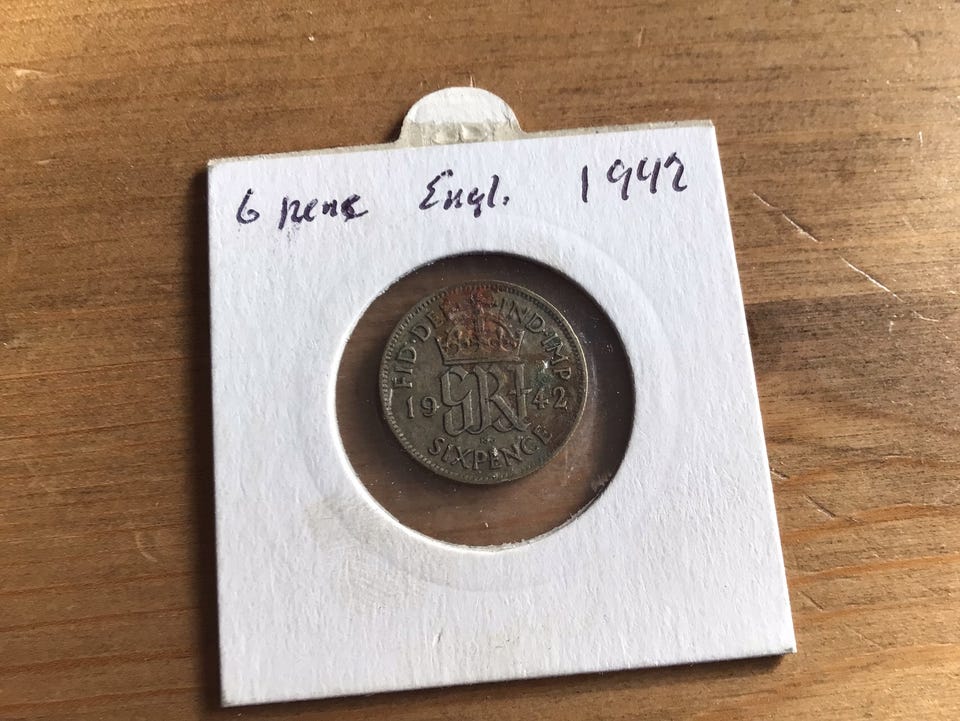 6 pence Engl. 1942
FID·DEF IND·IMP
19 GRI 42
SIXPENCE